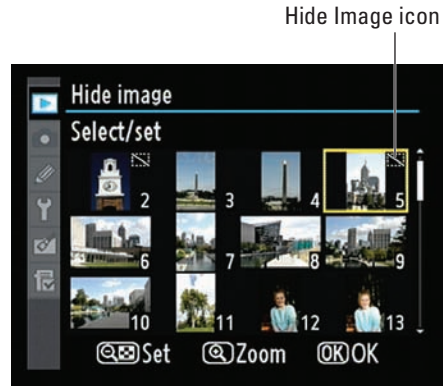 Hide Image icon
Hide image
Select/set
2 3 4 5
6 7 8 9
10 11 12 13
Set Zoom OK OK